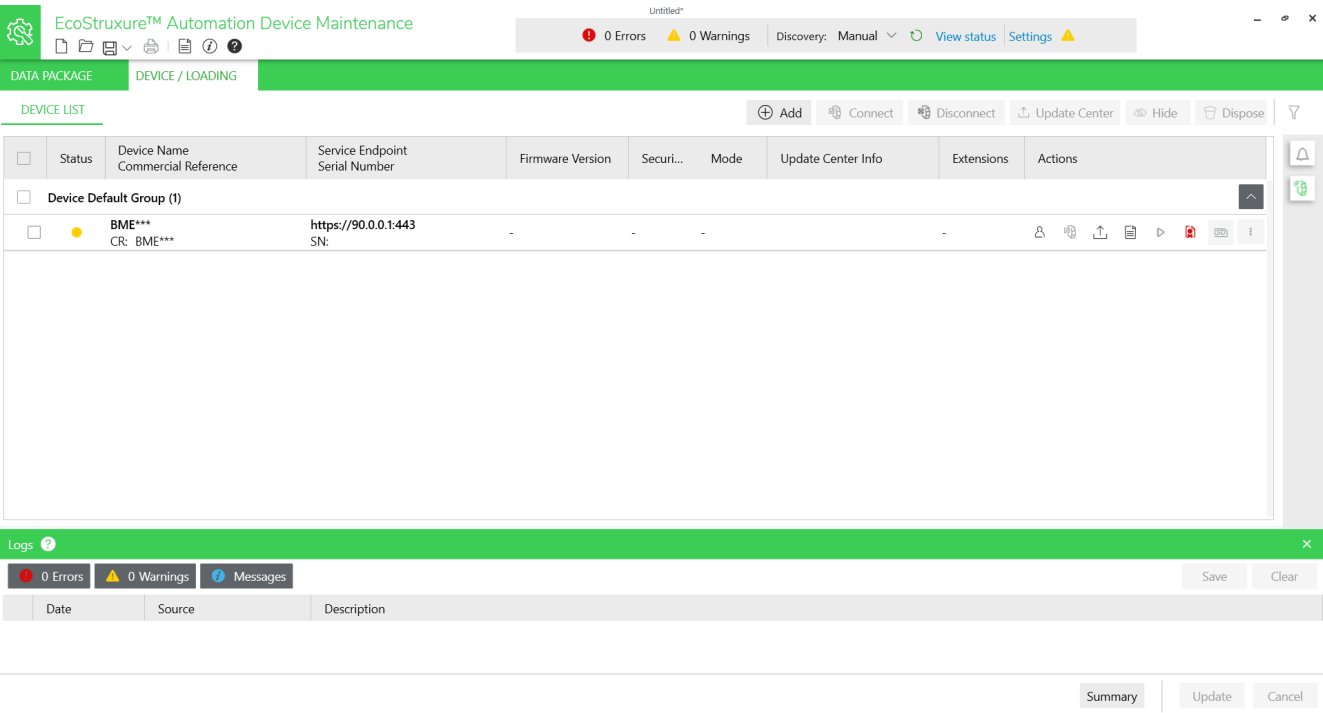 Untitled*
EcoStruxure™ Automation Device Maintenance
0 Errors 0 Warnings Discovery: Manual View status Settings
DATA PACKAGE DEVICE / LOADING
DEVICE LIST
Add Connect Disconnect Update Center Hide Dispose
Status Device Name Service Endpoint Firmware Version Securi... Mode Update Center Info Extensions Actions
Commercial Reference Serial Number
Device Default Group (1)
BME*** https://90.0.0.1:443
CR: BME*** SN:
- - - -
Logs
0 Errors 0 Warnings Messages Save Clear
Date Source Description
Summary Update Cancel